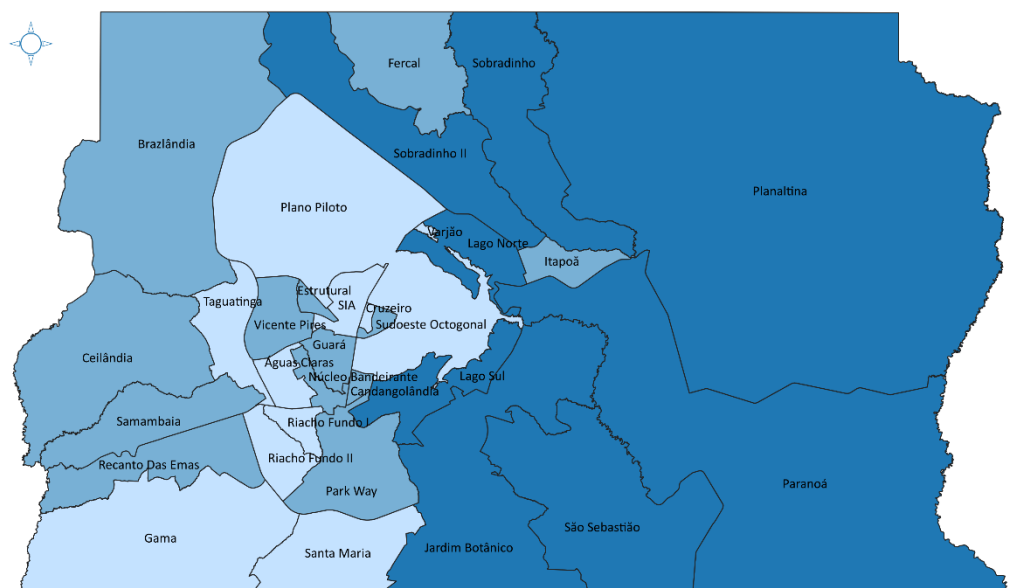 Fercal
Sobradinho
Brazlândia
Sobradinho II
Planaltina
Plano Piloto
Varjão
Lago Norte
Itapoã
Estrutural
Taguatinga
SIA
Cruzeiro
Vicente Pires
Sudoeste Octogonal
Guará
Ceilândia
Águas Claras
Núcleo Bandeirante
Lago Sul
Candangolândia
Samambaia
Riacho Fundo I
Riacho Fundo II
Recanto Das Emas
Park Way
Paranoá
São Sebastião
Gama
Santa Maria
Jardim Botânico